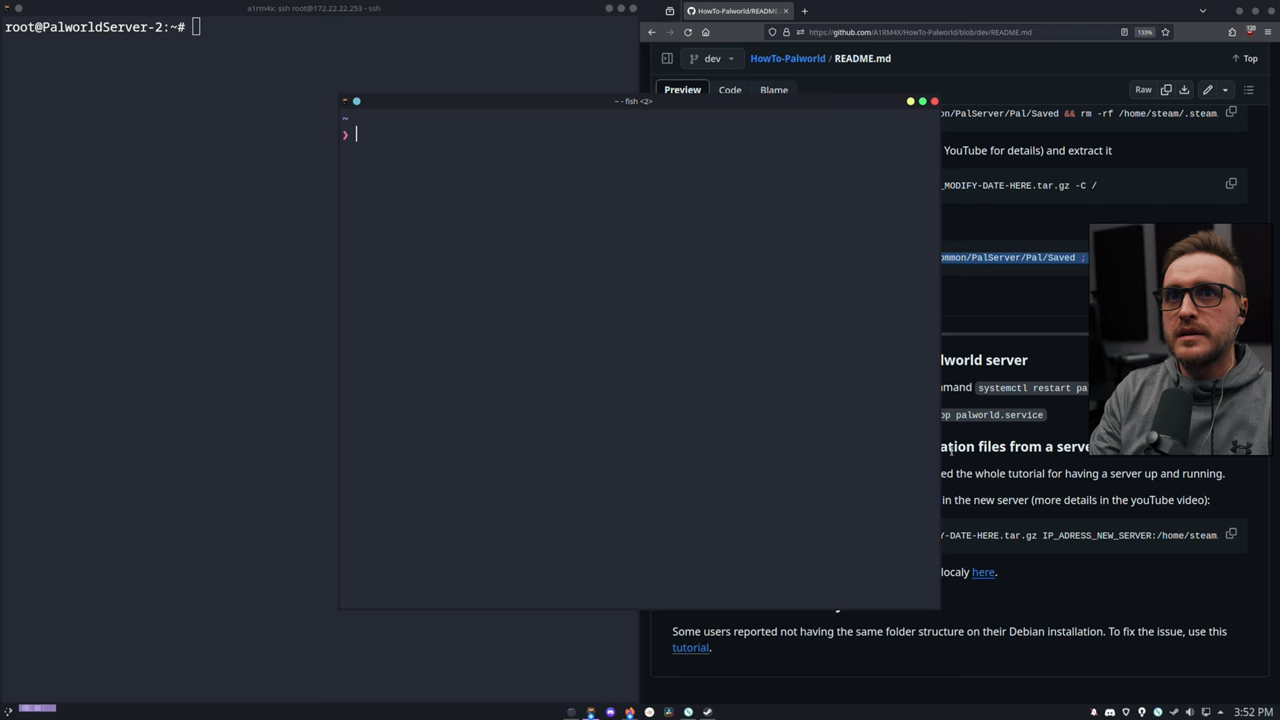 a1rm4x: ssh root@172.22.22.253 - ssh
root@PalworldServer-2:~#
HowTo-Palworld/README.m
https://github.com/A1RM4X/HowTo-Palworld/blob/dev/README.md
133%
120
dev
HowTo-Palworld / README.md
Top
Preview
Code
Blame
Raw
~ - fish <2>
~
❯
on/PalServer/Pal/Saved && rm -rf /home/steam/.steam
YouTube for details) and extract it
_MODIFY-DATE-HERE.tar.gz -C /
ommon/PalServer/Pal/Saved ;
lworld server
mmand systemctl restart pa
op palworld.service
ation files from a serve
ed the whole tutorial for having a server up and running.
in the new server (more details in the youTube video):
Y-DATE-HERE.tar.gz IP_ADRESS_NEW_SERVER:/home/steam
localy here.
Some users reported not having the same folder structure on their Debian installation. To fix the issue, use this
tutorial.
3:52 PM